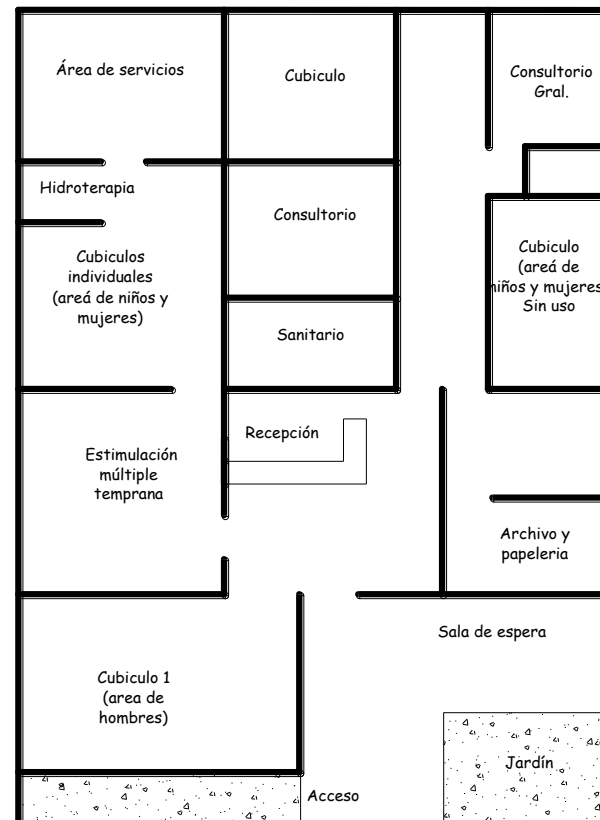 Área de servicios
Cubiculo
Consultorio
Gral.
Hidroterapia
Consultorio
Cubiculos
individuales
(areá de niños y
mujeres)
Cubiculo
(areá de
niños y mujeres
Sin uso
Sanitario
Recepción
Estimulación
múltiple
temprana
Archivo y
papeleria
Sala de espera
Cubiculo 1
(area de
hombres)
Jardín
Acceso